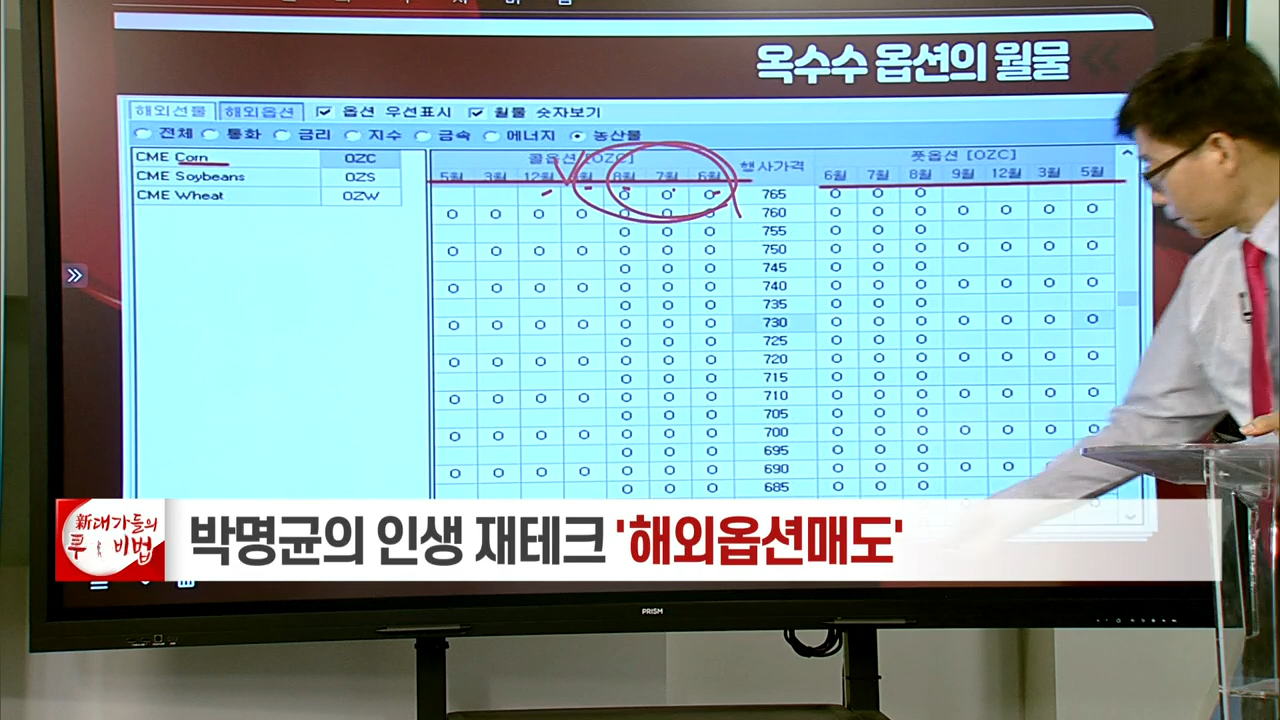 옥수수 옵션의 월물
해외선물 해외옵션 옵션 우선표시 월물 숫자보기
전체 통화 금리 지수 금속 에너지 농산물
CME Corn OZC
CME Soybeans OZS
CME Wheat OZW
콜옵션 [OZC] 행사가격 풋옵션 [OZC]
5월 3월 12월 9월 8월 7월 6월 6월 7월 8월 9월 12월 3월 5월
765
760
755
750
745
740
735
730
725
720
715
710
705
700
695
690
685
新대가들의
투자비법
박명균의 인생 재테크 '해외옵션매도'
PRISM